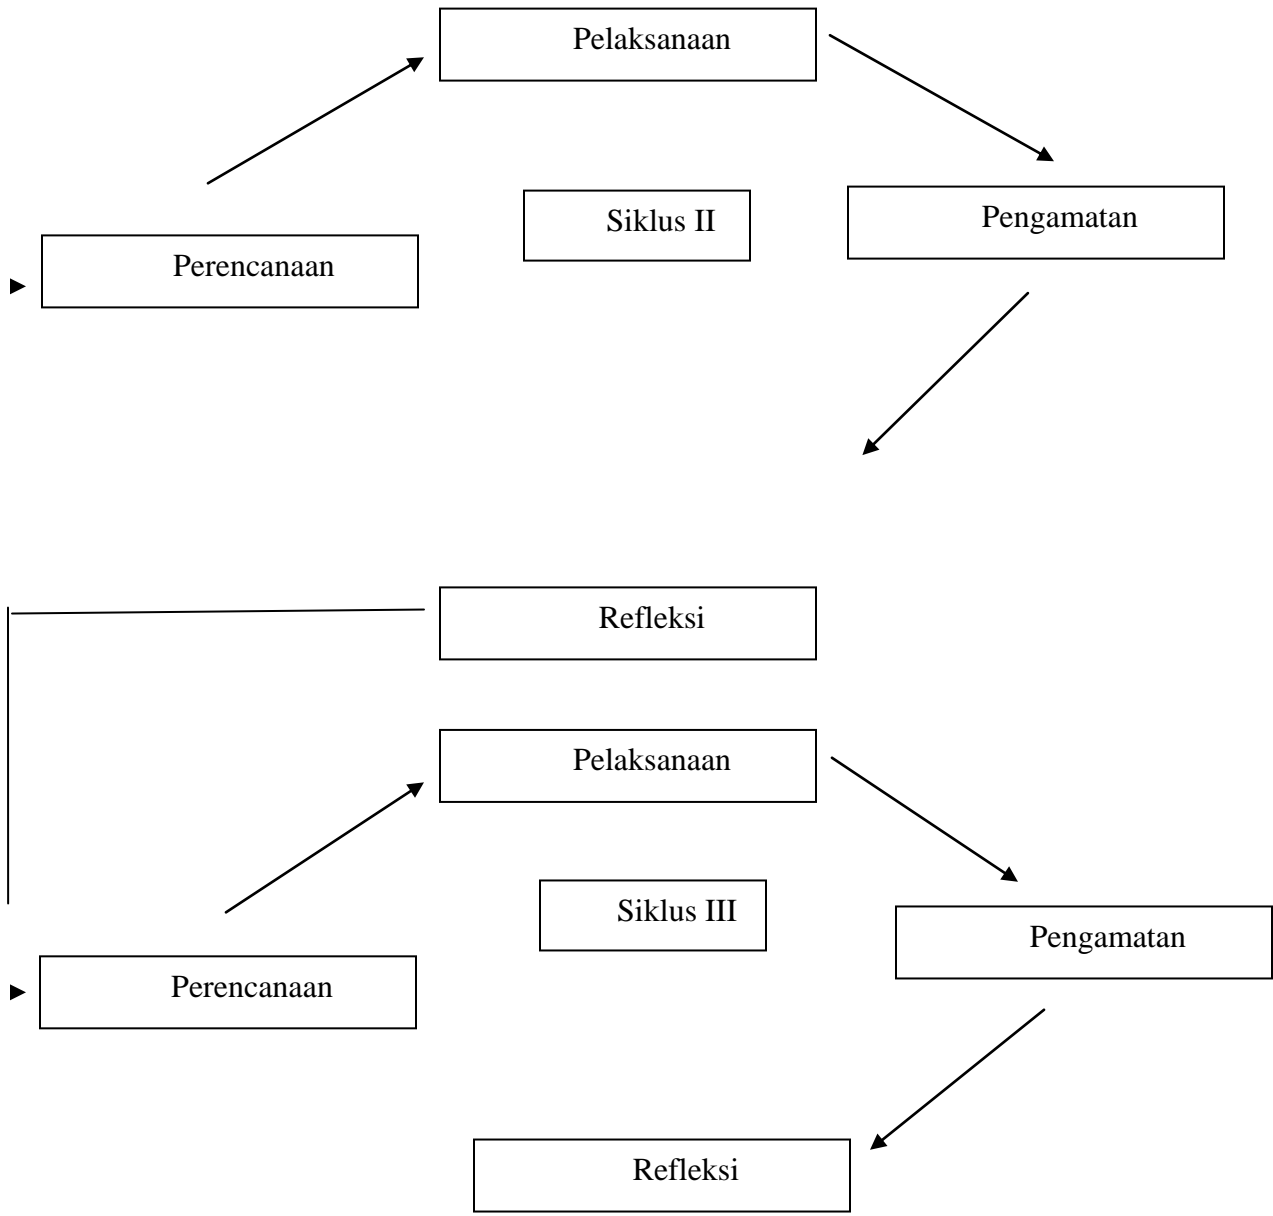 Pelaksanaan
Siklus II
Pengamatan
Perencanaan
Refleksi
Pelaksanaan
Siklus III
Pengamatan
Perencanaan
Refleksi